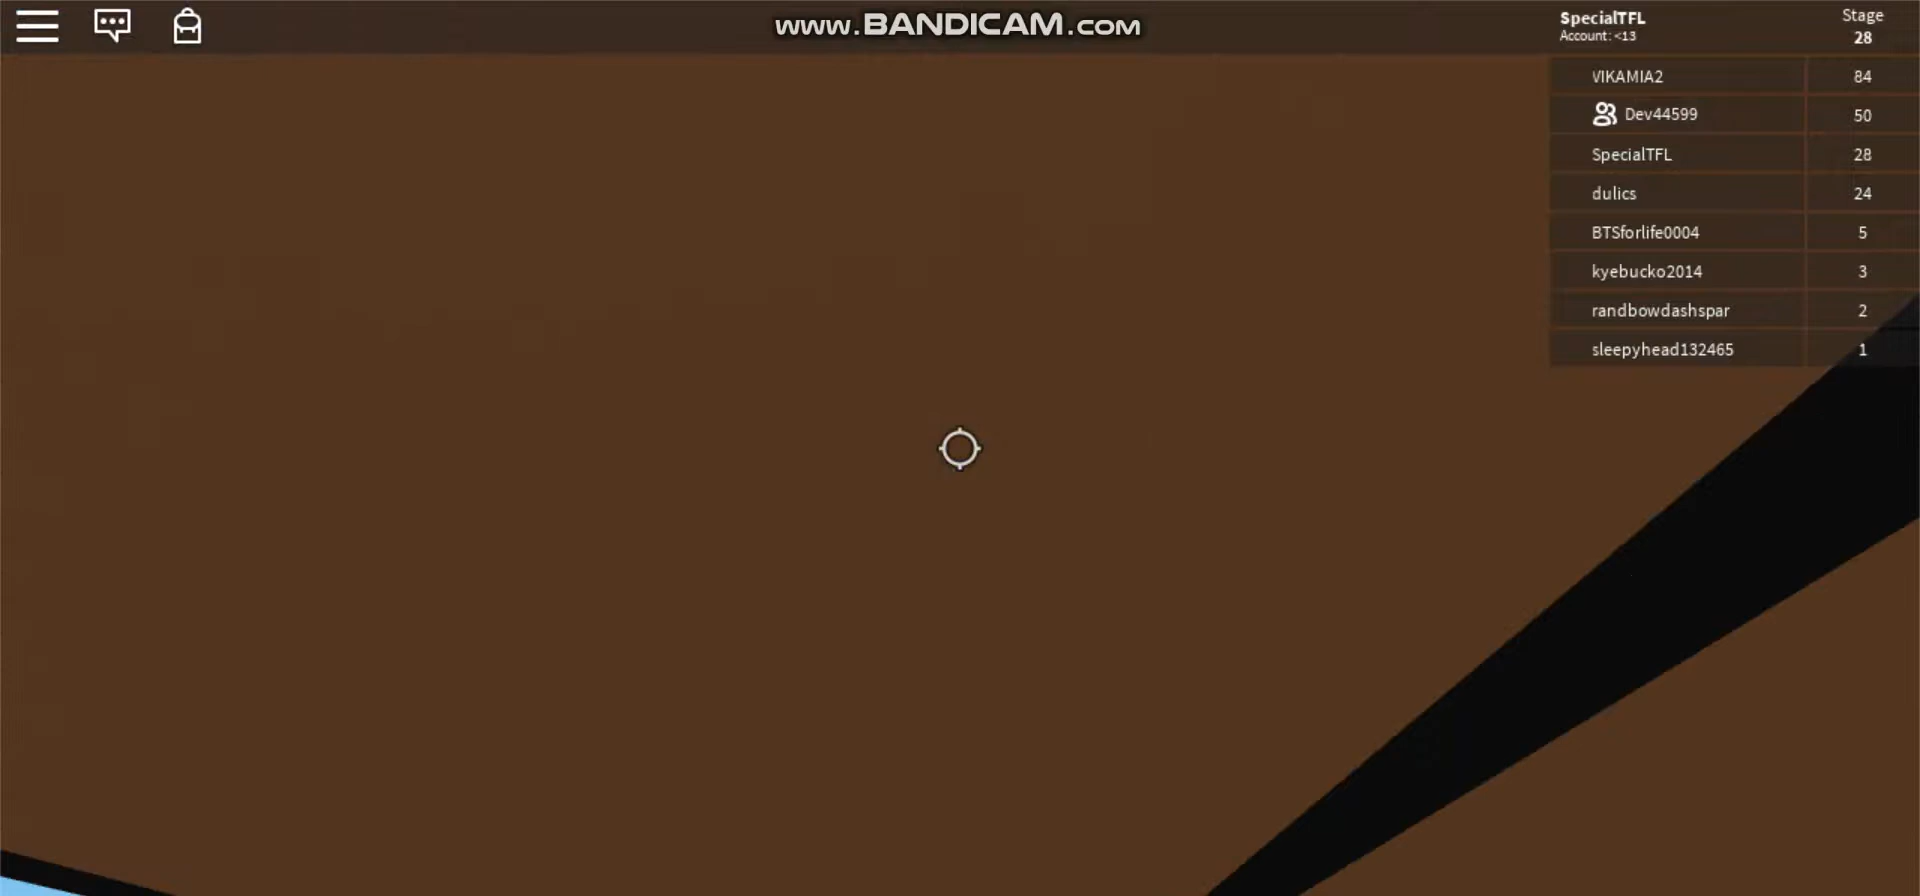 www.BANDICAM.com
SpecialTFL
Account: <13
Stage
28
VIKAMIA2 84
Dev44599 50
SpecialTFL 28
dulics 24
BTSforlife0004 5
kyebucko2014 3
randbowdashspar 2
sleepyhead132465 1